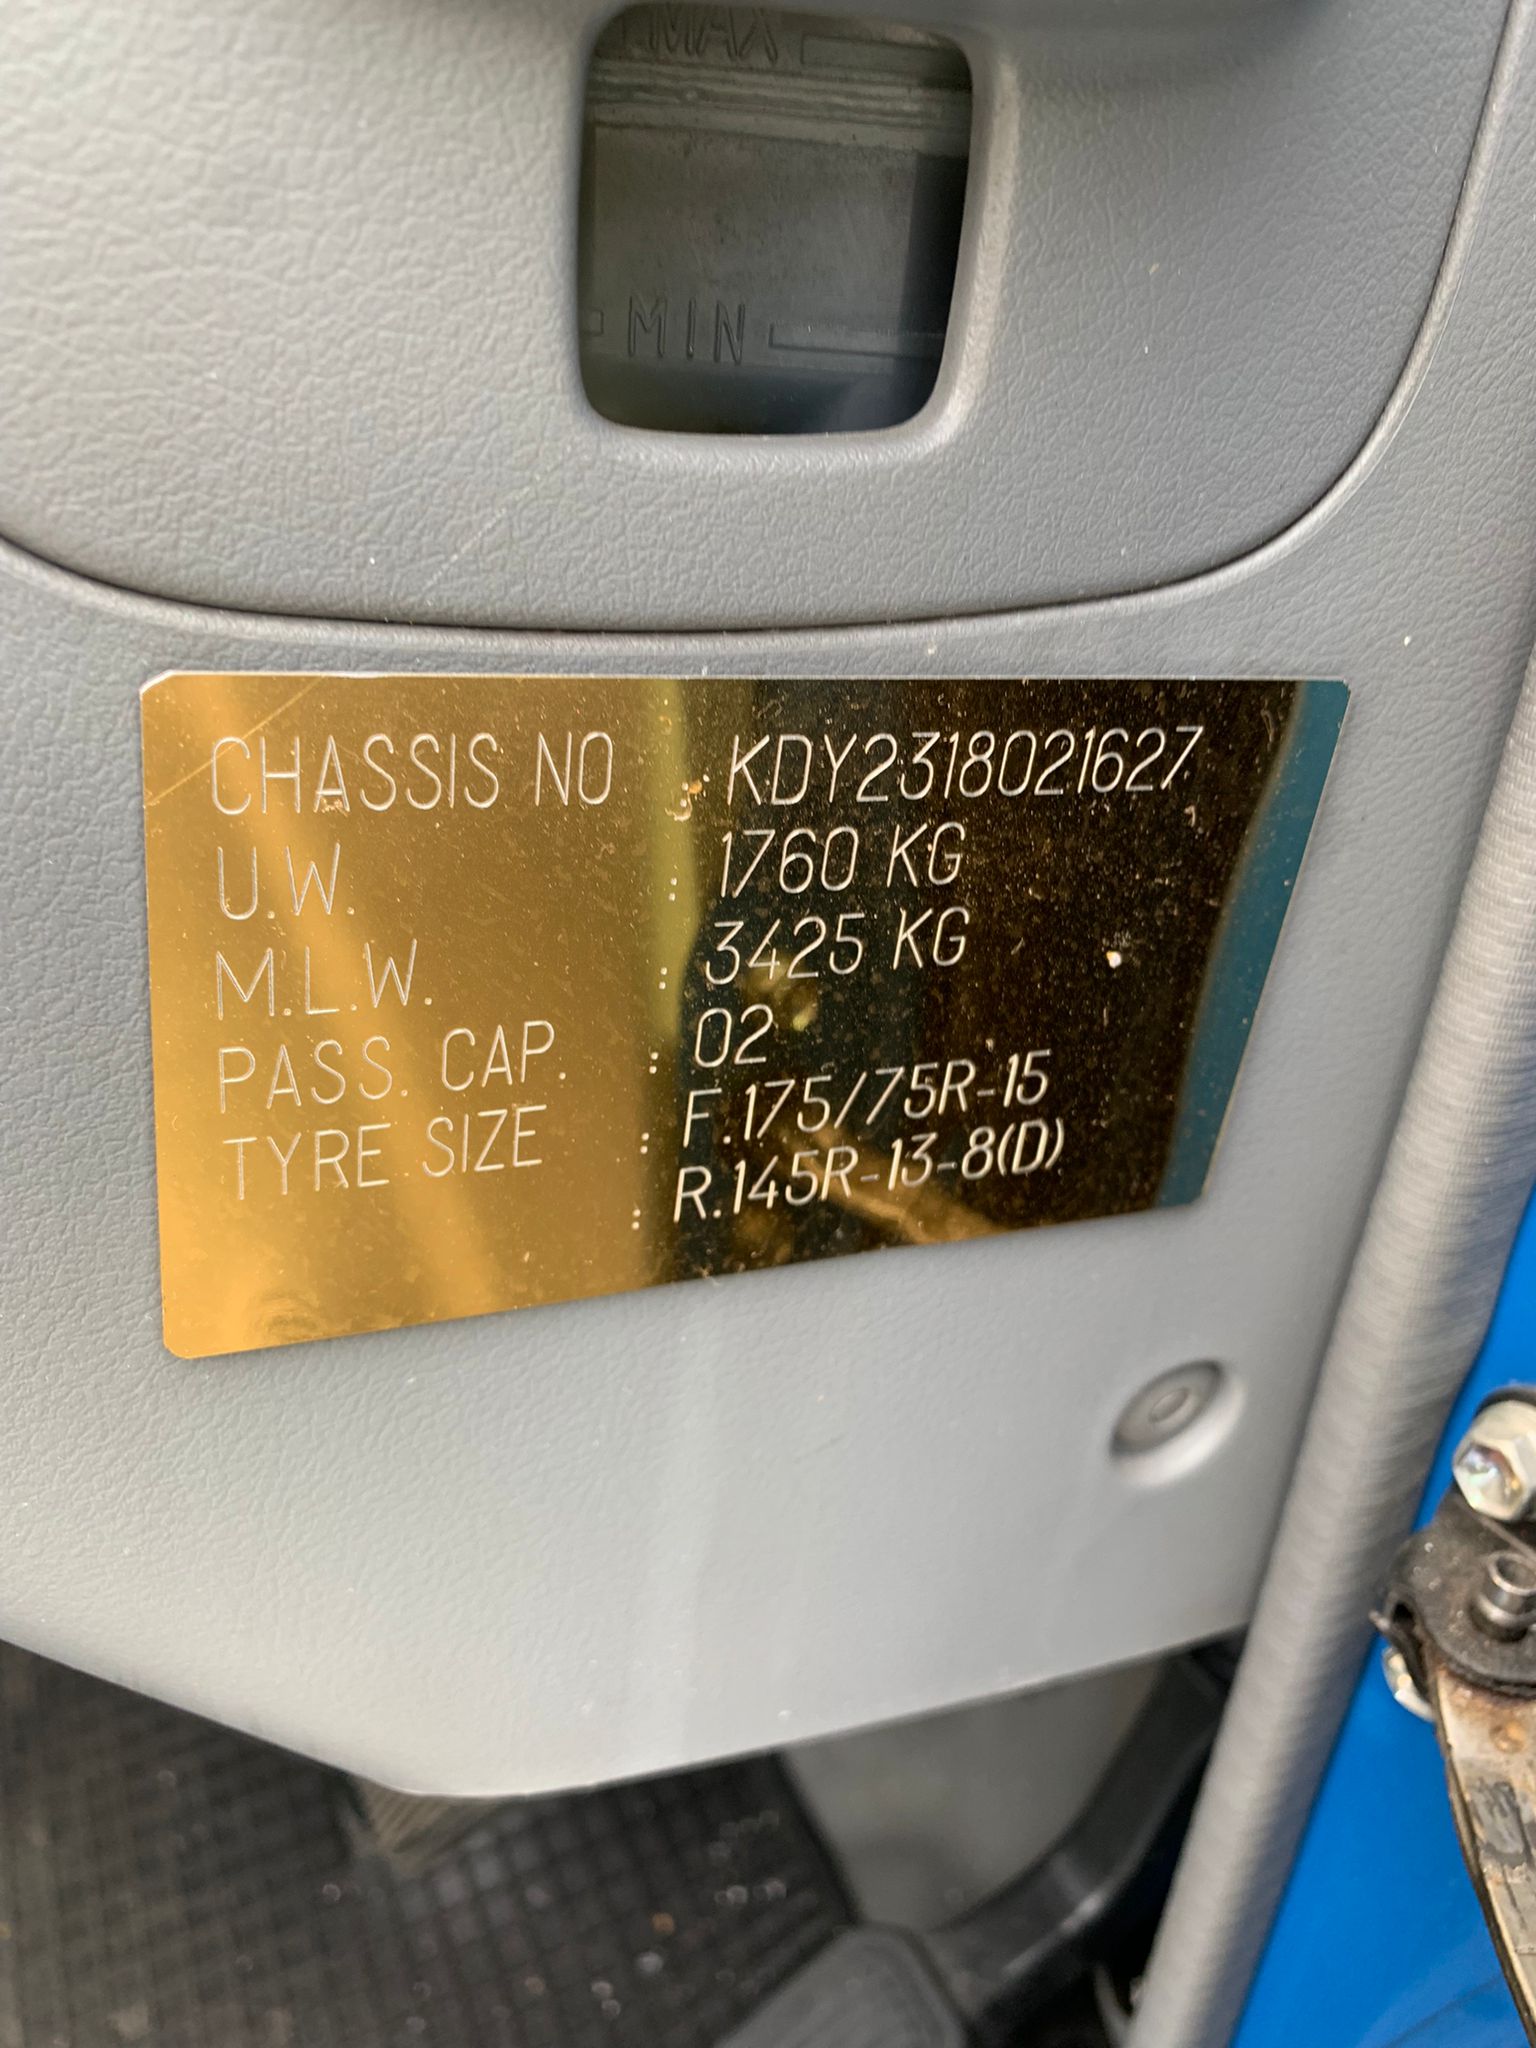 MAX
MIN
CHASSIS NO : KDY2318021627
U.W. : 1760 KG
M.L.W. : 3425 KG
PASS. CAP. : 02
TYRE SIZE : F.175/75R-15
: R.145R-13-8(D)